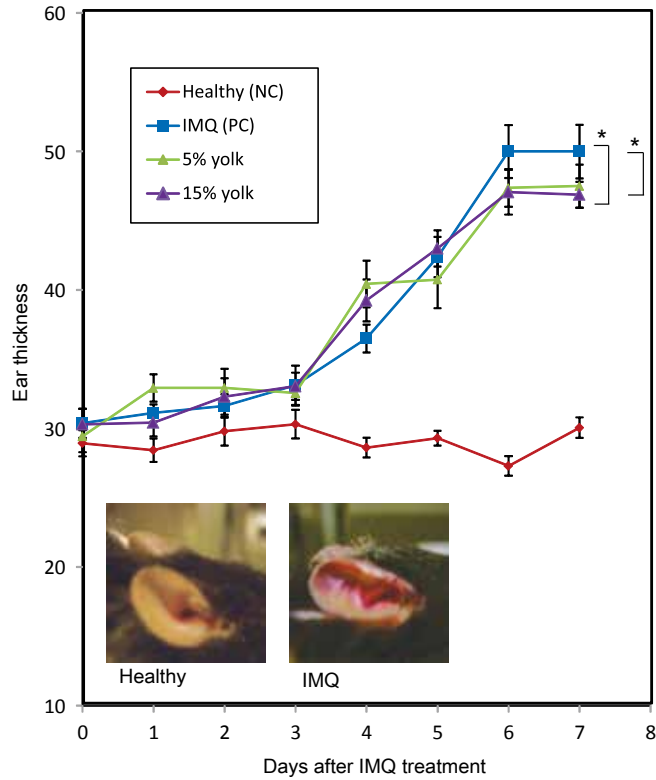 60
50
40
30
20
10
Ear thickness
Healthy (NC)
IMQ (PC)
5% yolk
15% yolk
*
*
Healthy
IMQ
0 1 2 3 4 5 6 7 8
Days after IMQ treatment